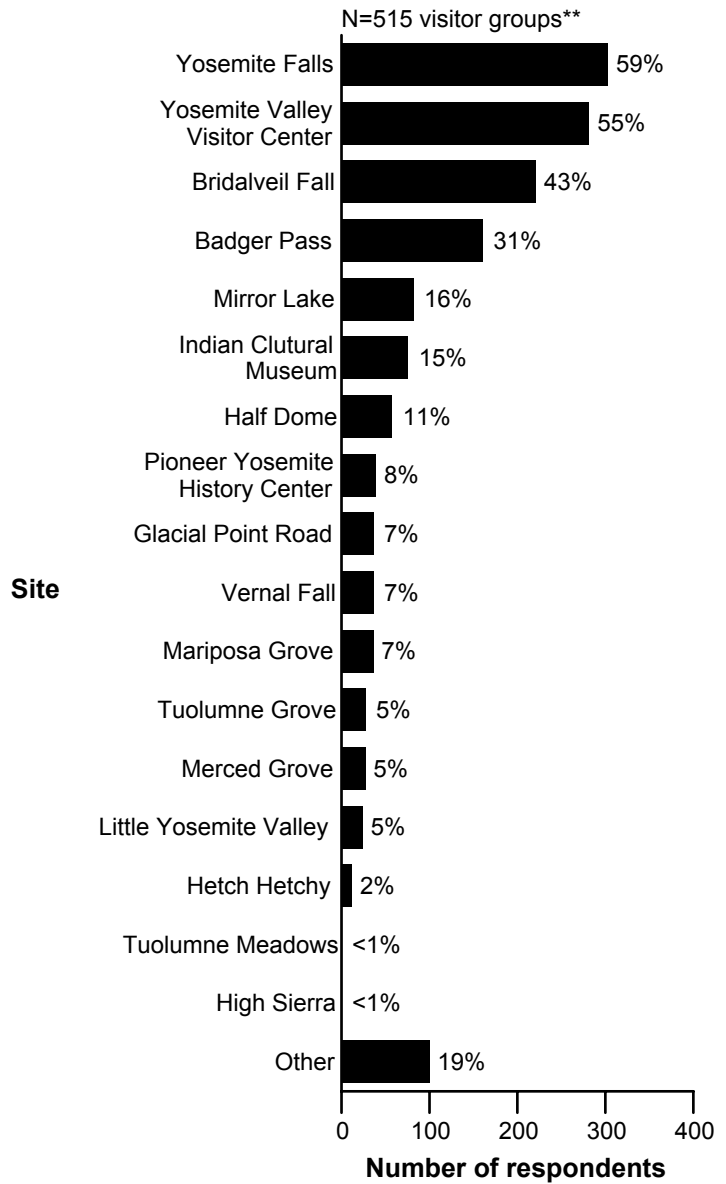 N=515 visitor groups**
Yosemite Falls 59%
Yosemite Valley
Visitor Center 55%
Bridalveil Fall 43%
Badger Pass 31%
Mirror Lake 16%
Indian Clutural
Museum 15%
Half Dome 11%
Pioneer Yosemite
History Center 8%
Glacial Point Road 7%
Site
Vernal Fall 7%
Mariposa Grove 7%
Tuolumne Grove 5%
Merced Grove 5%
Little Yosemite Valley 5%
Hetch Hetchy 2%
Tuolumne Meadows <1%
High Sierra <1%
Other 19%
0 100 200 300 400
Number of respondents